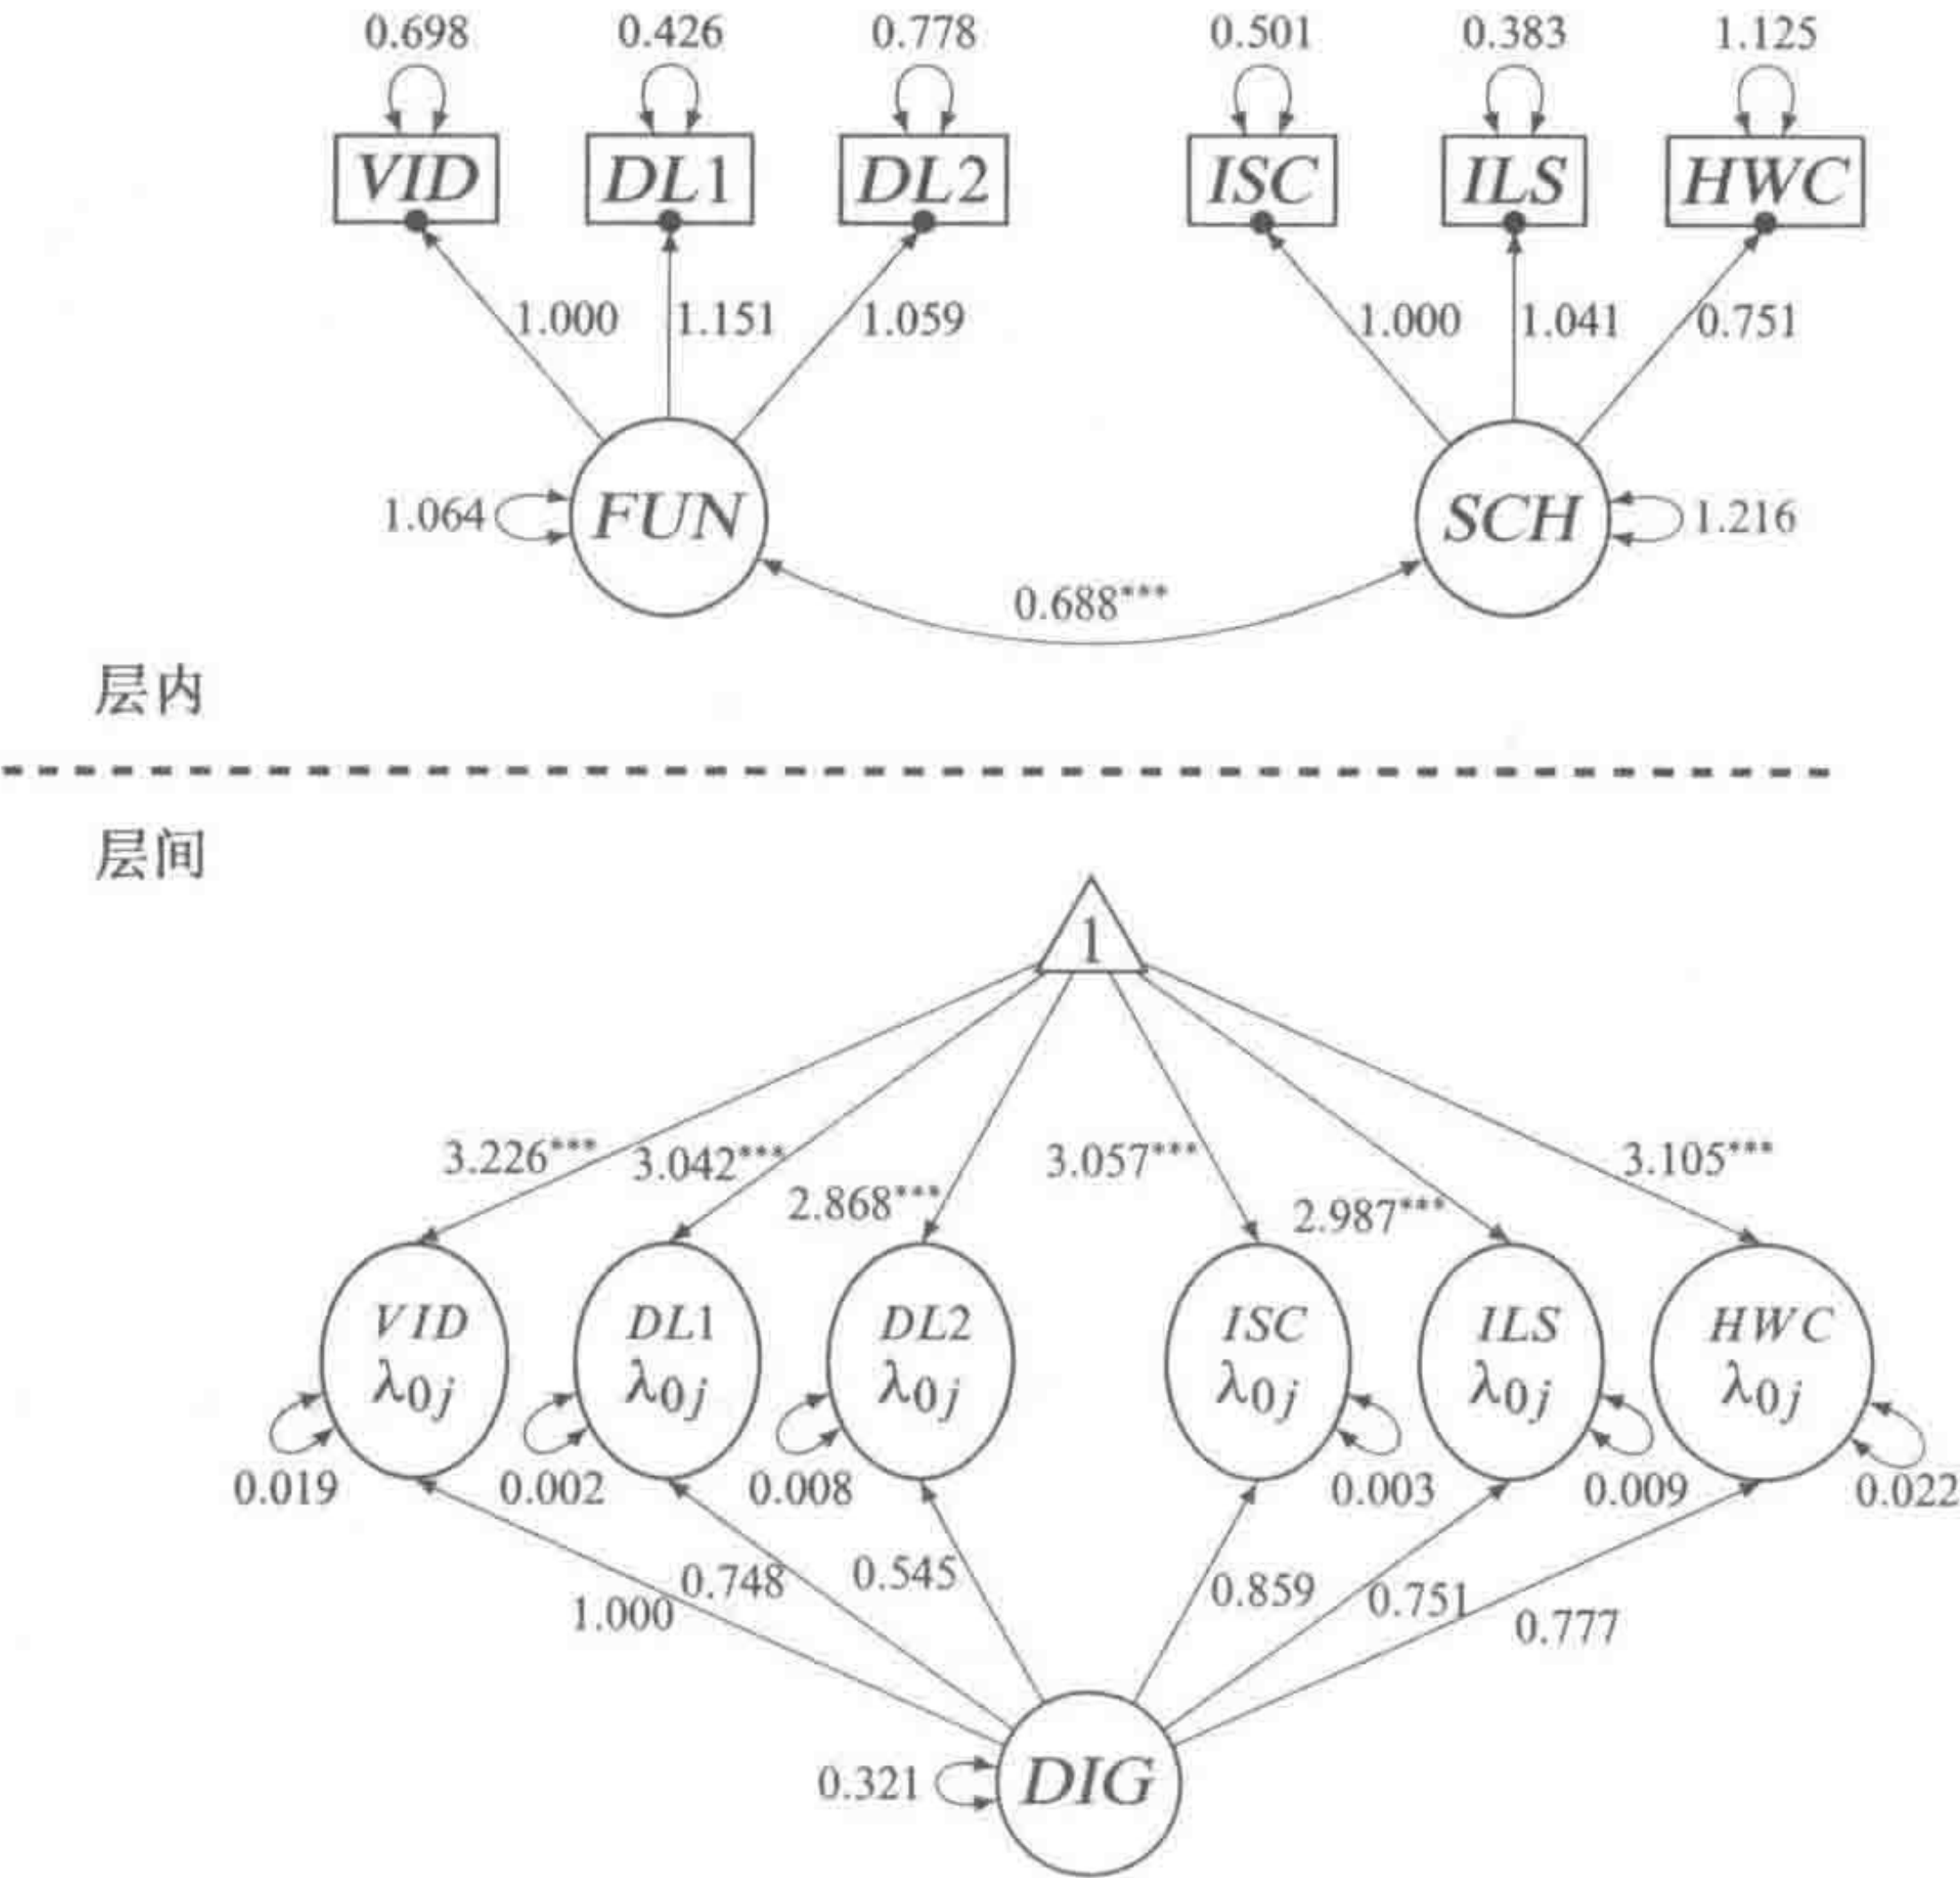 0.698 0.426 0.778 0.501 0.383 1.125
VID DL1 DL2 ISC ILS HWC
1.000 1.151 1.059 1.000 1.041 0.751
1.064 FUN SCH 1.216
0.688***
层内
层间
1
3.226*** 3.042*** 3.057*** 3.105***
2.868*** 2.987***
VID DL1 DL2 ISC ILS HWC
λ0j λ0j λ0j λ0j λ0j λ0j
0.019 0.002 0.008 0.003 0.009 0.022
0.748 0.545 0.859 0.751
1.000 0.777
0.321 DIG